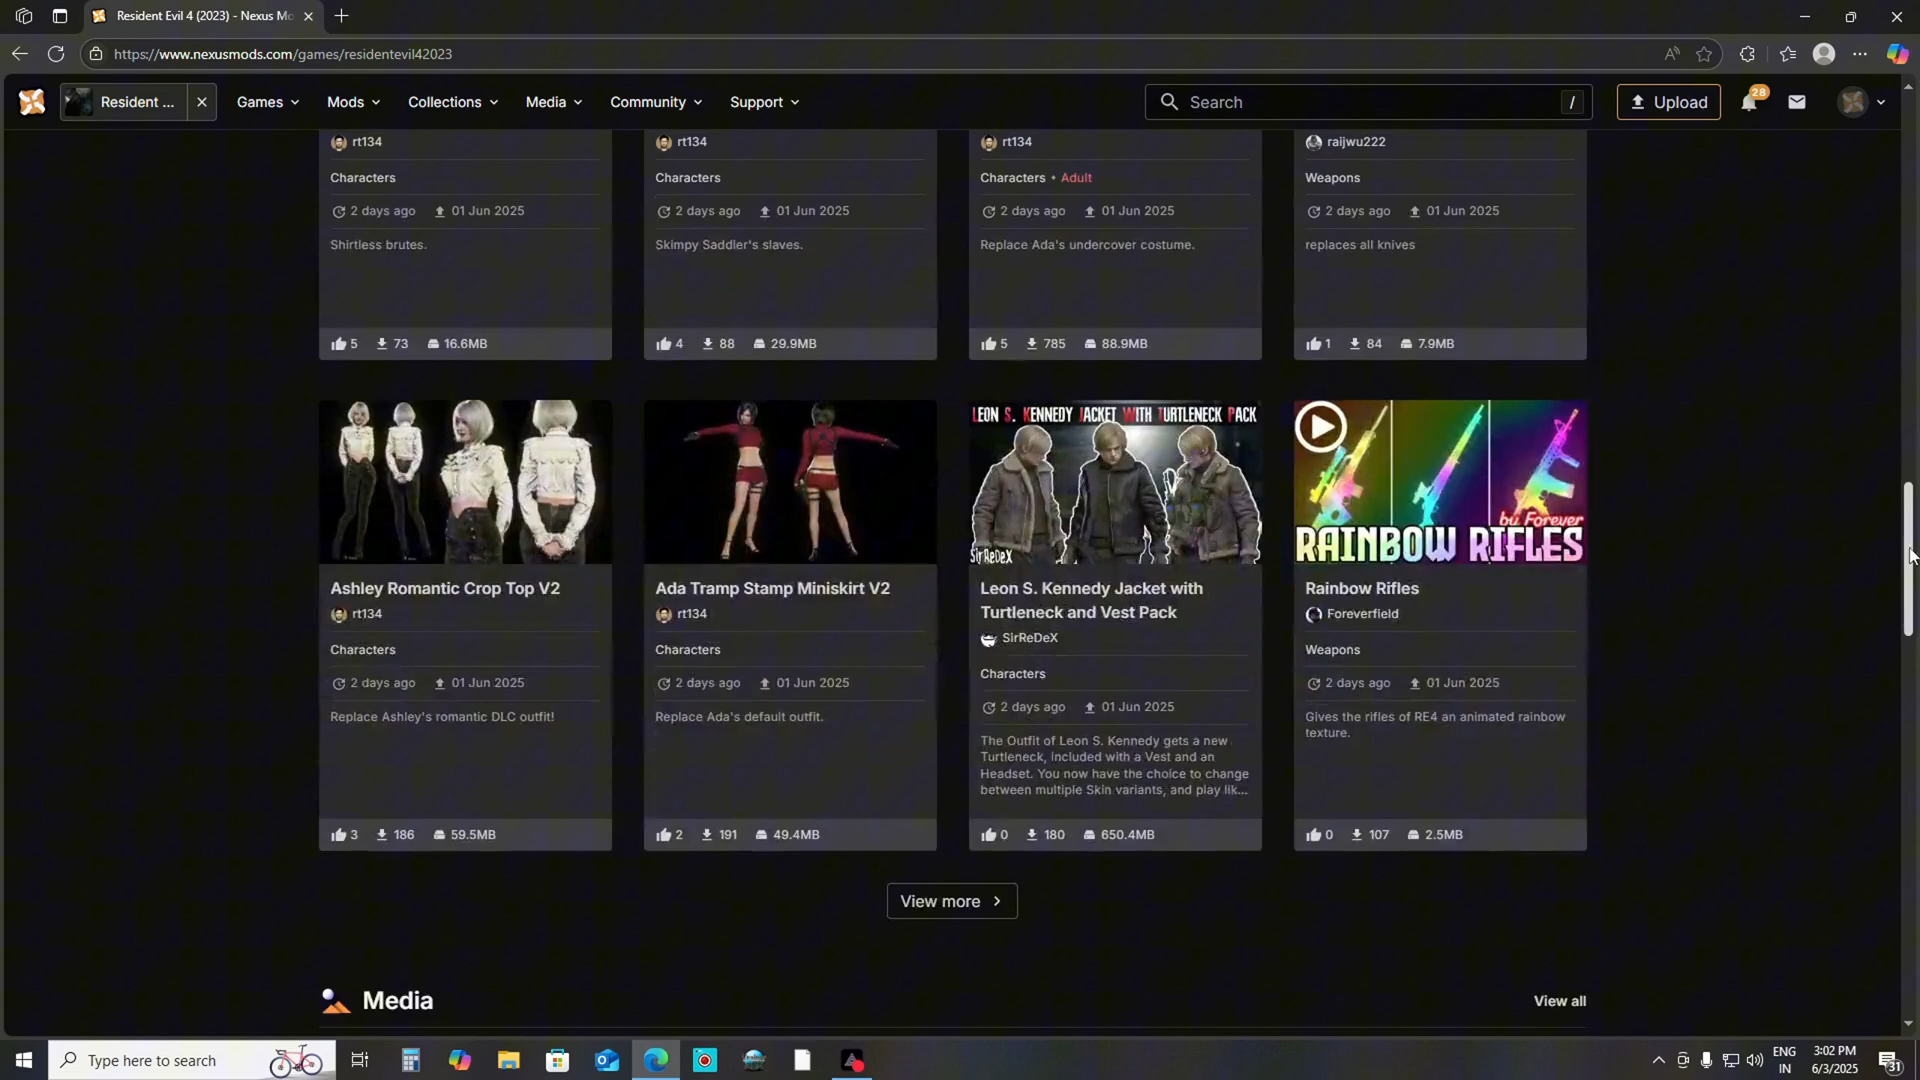 Resident Evil 4 (2023) - Nexus Mo
https://www.nexusmods.com/games/residentevil42023
Resident ...
Games
Mods
Collections
Media
Community
Support
Search
/
Upload
28
rt134
rt134
rt134
raijwu222
Characters
Characters
Characters • Adult
Weapons
2 days ago 01 Jun 2025
2 days ago 01 Jun 2025
2 days ago 01 Jun 2025
2 days ago 01 Jun 2025
Shirtless brutes.
Skimpy Saddler's slaves.
Replace Ada's undercover costume.
replaces all knives
5 73 16.6MB
4 88 29.9MB
5 785 88.9MB
1 84 7.9MB
LEON S. KENNEDY JACKET WITH TURTLENECK PACK
SirReDeX
by Forever
RAINBOW RIFLES
Ashley Romantic Crop Top V2
rt134
Characters
2 days ago 01 Jun 2025
Replace Ashley's romantic DLC outfit!
3 186 59.5MB
Ada Tramp Stamp Miniskirt V2
rt134
Characters
2 days ago 01 Jun 2025
Replace Ada's default outfit.
2 191 49.4MB
Leon S. Kennedy Jacket with
Turtleneck and Vest Pack
SirReDeX
Characters
2 days ago 01 Jun 2025
The Outfit of Leon S. Kennedy gets a new
Turtleneck, included with a Vest and an
Headset. You now have the choice to change
between multiple Skin variants, and play lik...
0 180 650.4MB
Rainbow Rifles
Foreverfield
Weapons
2 days ago 01 Jun 2025
Gives the rifles of RE4 an animated rainbow
texture.
0 107 2.5MB
View more
Media
View all
Type here to search
ENG
IN
3:02 PM
6/3/2025
31